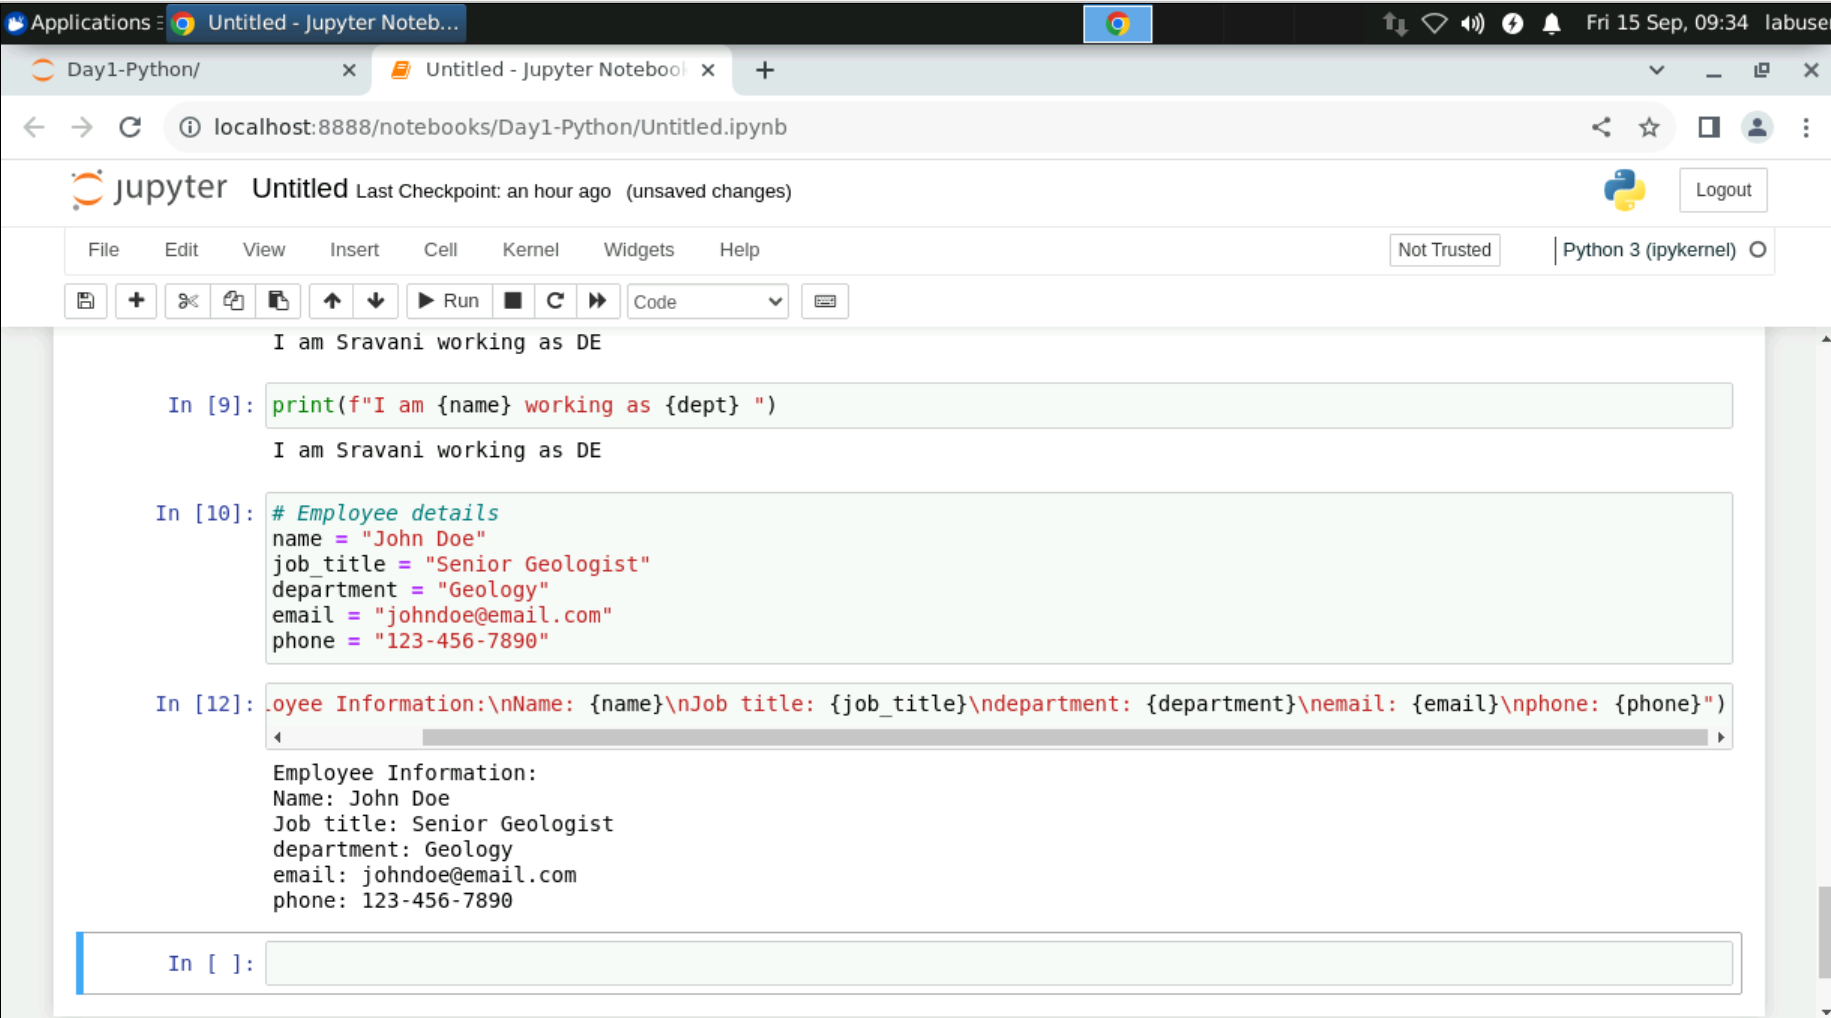 Applications
Untitled - Jupyter Noteb...
Fri 15 Sep, 09:34
labuser
Day1-Python/
Untitled - Jupyter Notebook
localhost:8888/notebooks/Day1-Python/Untitled.ipynb
jupyter
Untitled Last Checkpoint: an hour ago (unsaved changes)
Logout
File Edit View Insert Cell Kernel Widgets Help
Not Trusted
Python 3 (ipykernel)
Run
Code
I am Sravani working as DE
In [9]: print(f"I am {name} working as {dept} ")
I am Sravani working as DE
In [10]: # Employee details
name = "John Doe"
job_title = "Senior Geologist"
department = "Geology"
email = "johndoe@email.com"
phone = "123-456-7890"
In [12]: oyee Information:\nName: {name}\nJob title: {job_title}\ndepartment: {department}\nemail: {email}\nphone: {phone}")
Employee Information:
Name: John Doe
Job title: Senior Geologist
department: Geology
email: johndoe@email.com
phone: 123-456-7890
In [ ]: